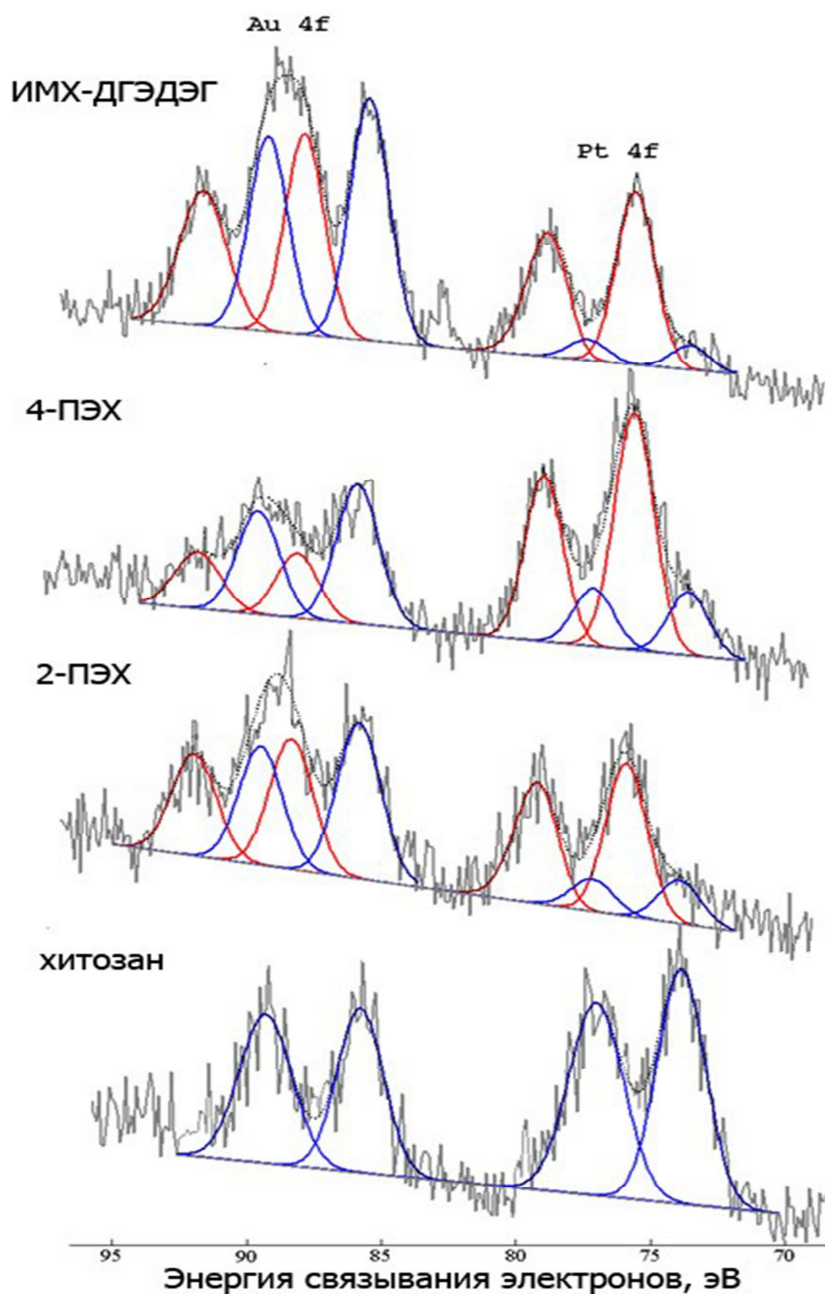 Au 4f
ИМХ-ДГЭДЭГ
Pt 4f
4-ПЭХ
2-ПЭХ
хитозан
95 90 85 80 75 70
Энергия связывания электронов, эВ